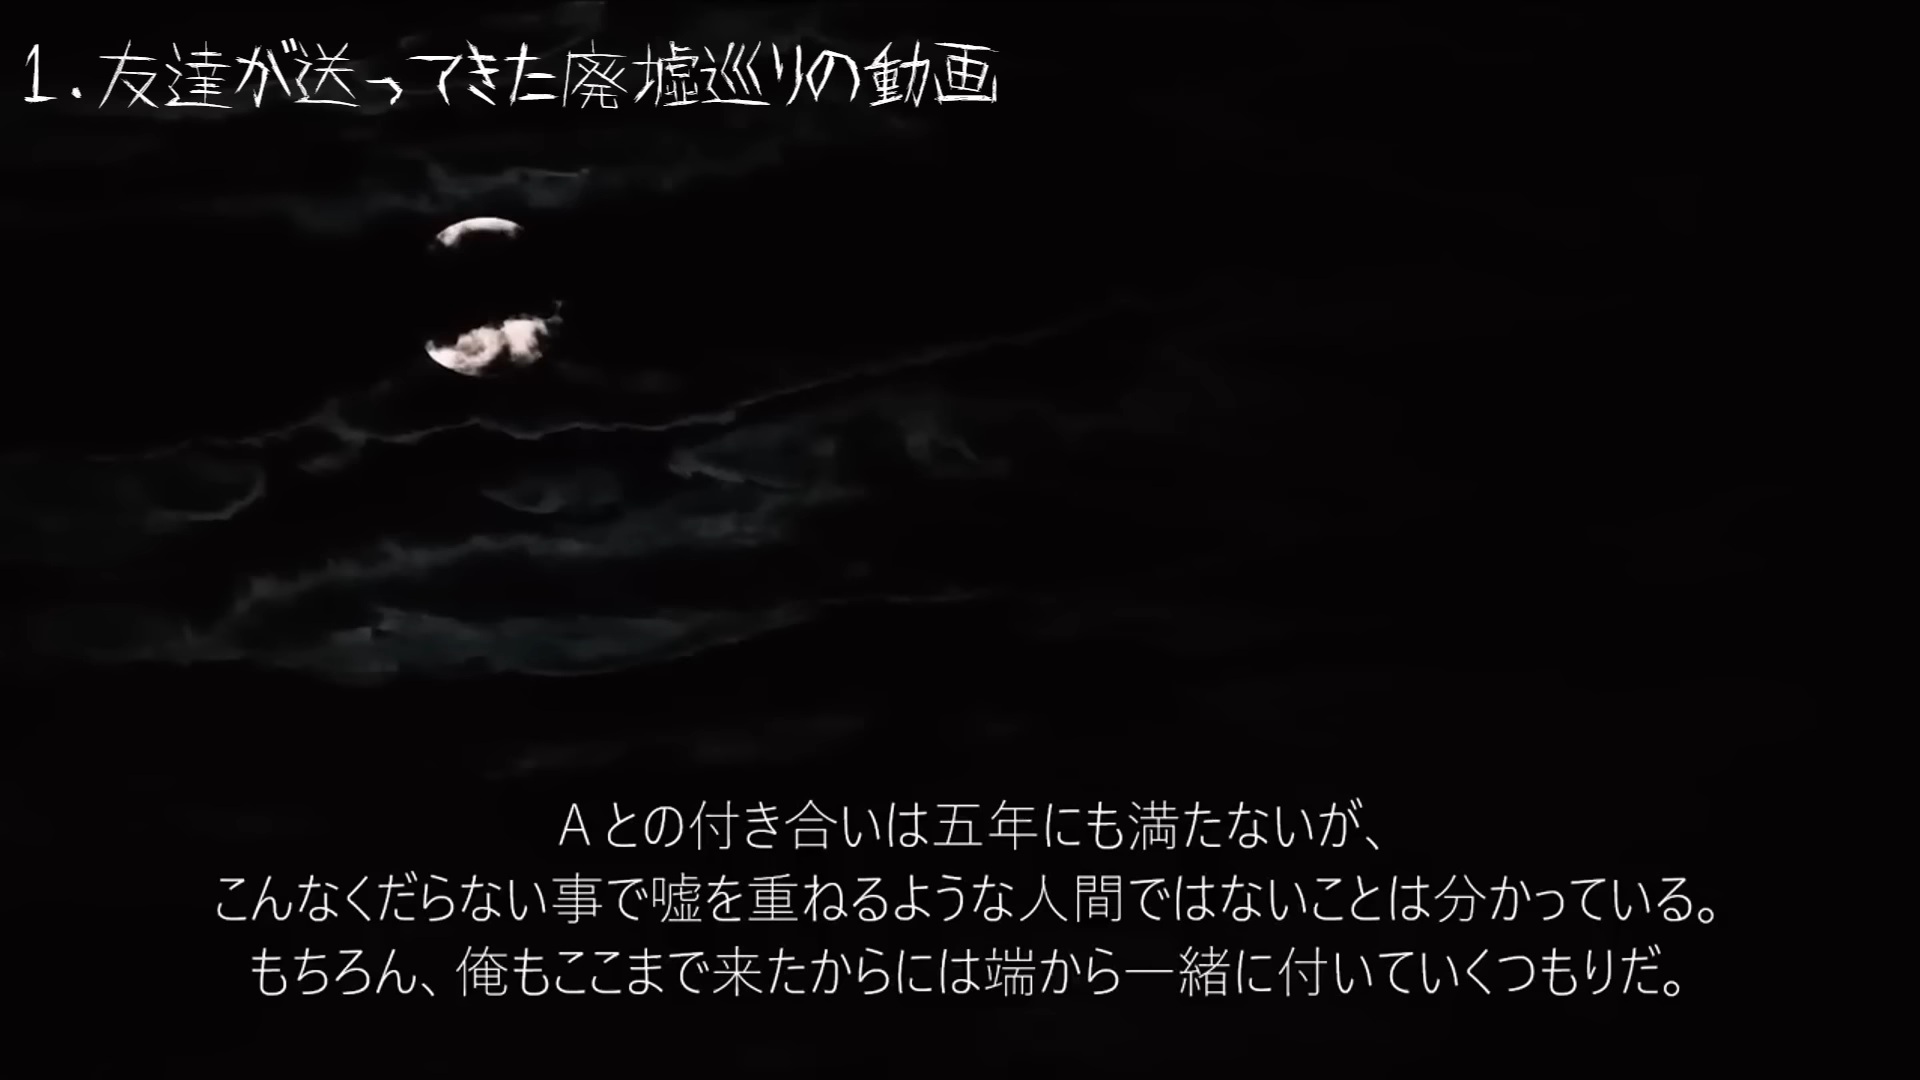 1.友達が送ってきた廃墟巡りの動画
Aとの付き合いは五年にも満たないが、
こんなくだらない事で嘘を重ねるような人間ではないことは分かっている。
もちろん、俺もここまで来たからには端から一緒に付いていくつもりだ。